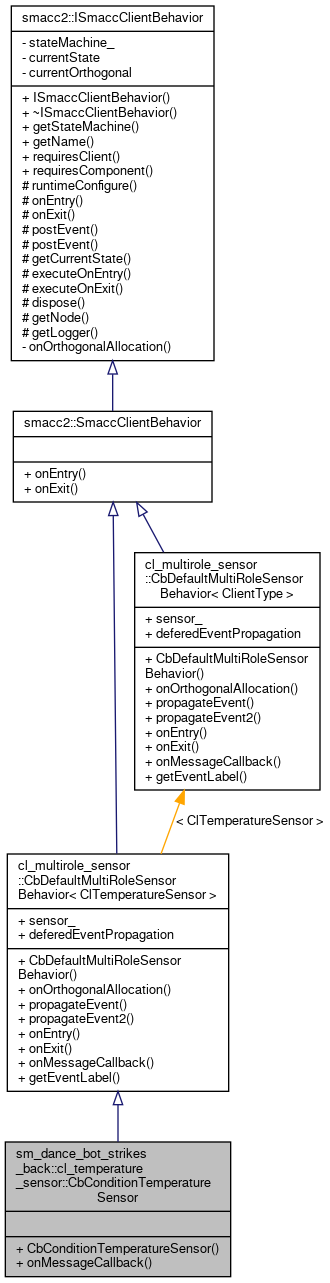 smacc2::ISmaccClientBehavior
- stateMachine_
- currentState
- currentOrthogonal
+ ISmaccClientBehavior()
+ ~ISmaccClientBehavior()
+ getStateMachine()
+ getName()
+ requiresClient()
+ requiresComponent()
# runtimeConfigure()
# onEntry()
# onExit()
# postEvent()
# postEvent()
# getCurrentState()
# executeOnEntry()
# executeOnExit()
# dispose()
# getNode()
# getLogger()
- onOrthogonalAllocation()
smacc2::SmaccClientBehavior
+ onEntry()
+ onExit()
cl_multirole_sensor
::CbDefaultMultiRoleSensor
Behavior< ClientType >
+ sensor_
+ deferedEventPropagation
+ CbDefaultMultiRoleSensor
Behavior()
+ onOrthogonalAllocation()
+ propagateEvent()
+ propagateEvent2()
+ onEntry()
+ onExit()
+ onMessageCallback()
+ getEventLabel()
< ClTemperatureSensor >
cl_multirole_sensor
::CbDefaultMultiRoleSensor
Behavior< ClTemperatureSensor >
+ sensor_
+ deferedEventPropagation
+ CbDefaultMultiRoleSensor
Behavior()
+ onOrthogonalAllocation()
+ propagateEvent()
+ propagateEvent2()
+ onEntry()
+ onExit()
+ onMessageCallback()
+ getEventLabel()
sm_dance_bot_strikes
_back::cl_temperature
_sensor::CbConditionTemperature
Sensor
+ CbConditionTemperatureSensor()
+ onMessageCallback()